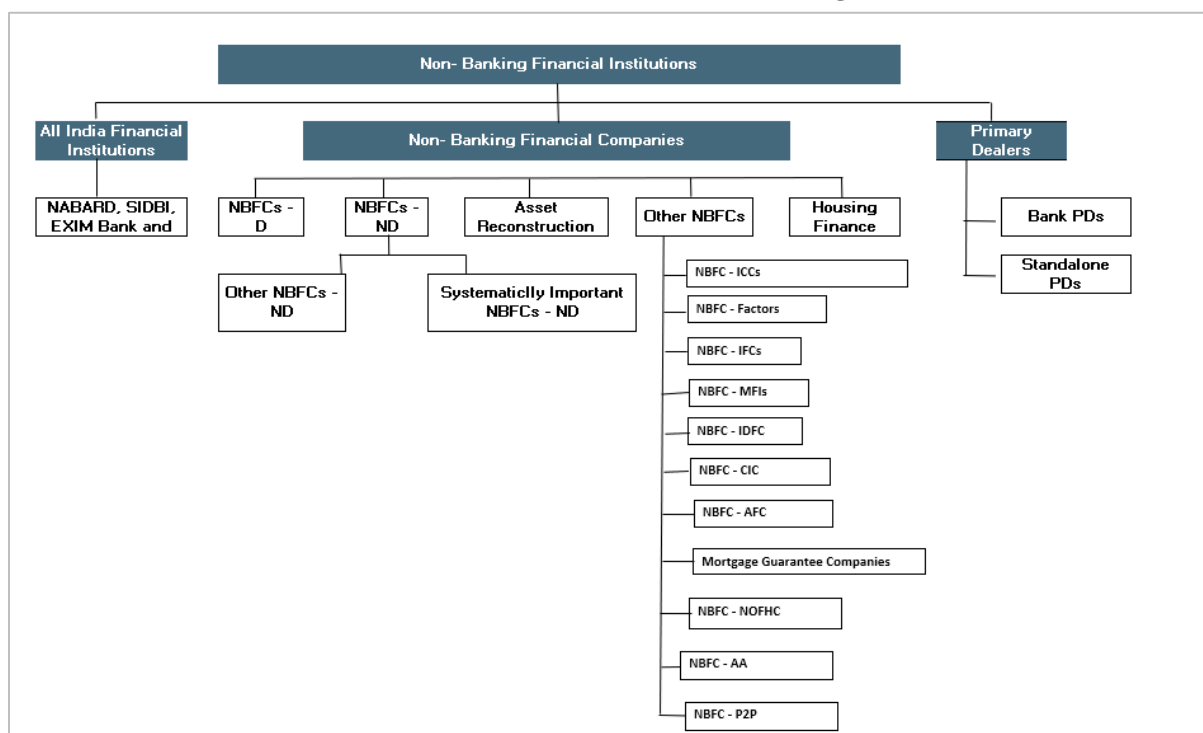 Non- Banking Financial Institutions
All India Financial
Institutions
Non- Banking Financial Companies
Primary
Dealers
NABARD, SIDBI,
EXIM Bank and
NBFCs -
D
NBFCs -
ND
Asset
Reconstruction
Other NBFCs
Housing
Finance
Bank PDs
Standalone
PDs
Other NBFCs -
ND
Systematiclly Important
NBFCs - ND
NBFC - ICCs
NBFC - Factors
NBFC - IFCs
NBFC - MFIs
NBFC - IDFC
NBFC - CIC
NBFC - AFC
Mortgage Guarantee Companies
NBFC - NOFHC
NBFC - AA
NBFC - P2P